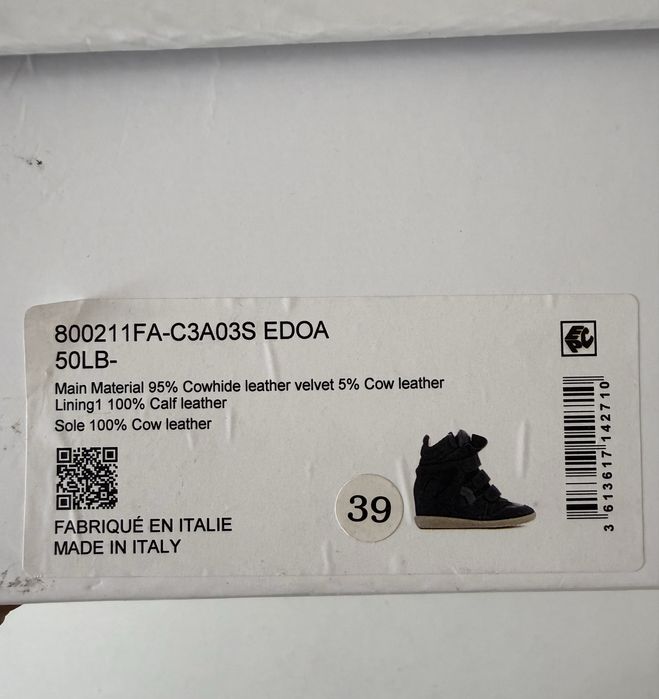 800211FA-C3A03S EDOA
50LB-
Main Material 95% Cowhide leather velvet 5% Cow leather
Lining1 100% Calf leather
Sole 100% Cow leather
FABRIQUÉ EN ITALIE
MADE IN ITALY
39
3 613617 142710